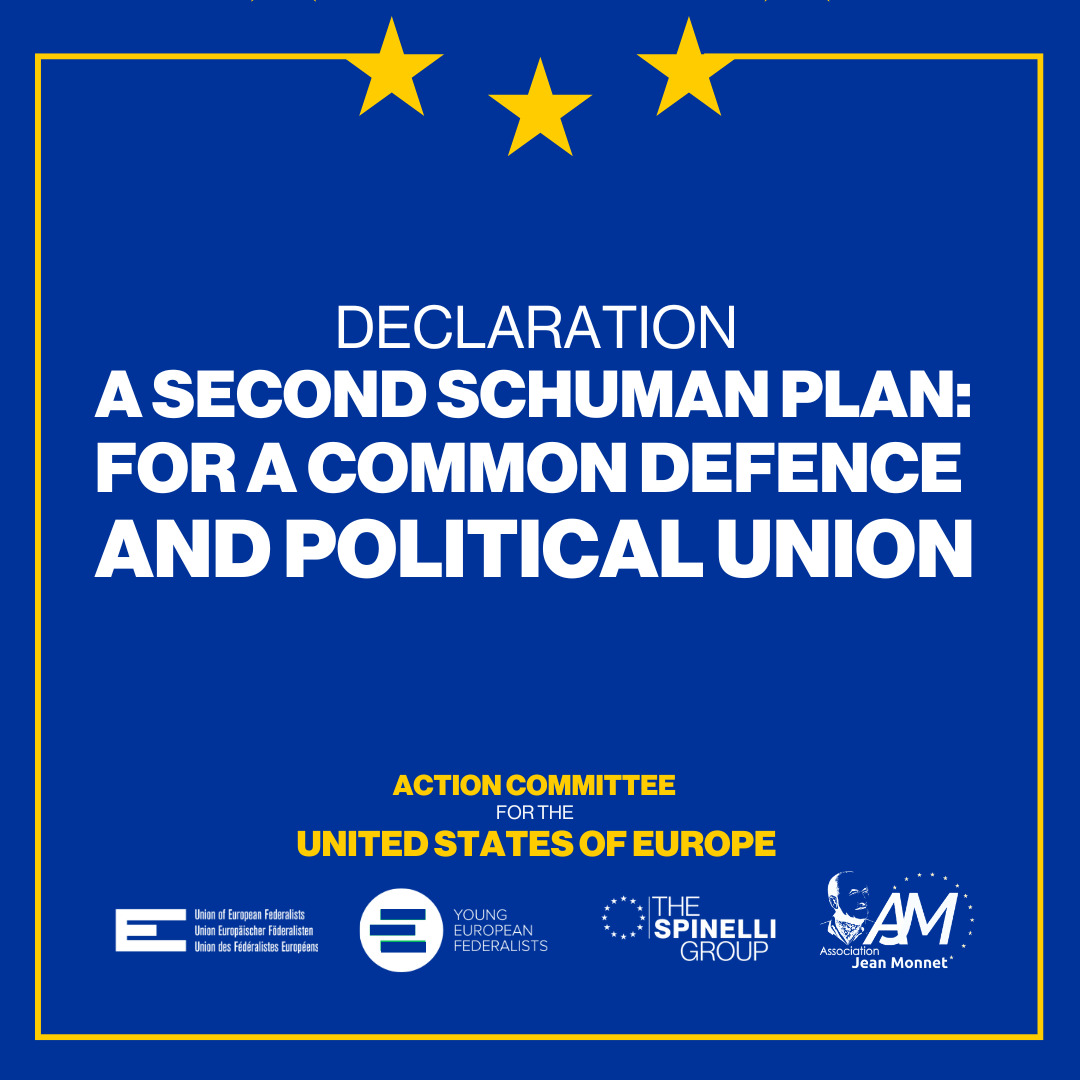 DECLARATION
A SECOND SCHUMAN PLAN:
FOR A COMMON DEFENCE
AND POLITICAL UNION
ACTION COMMITTEE
FOR THE
UNITED STATES OF EUROPE
Union of European Federalists
Union Europäischer Föderalisten
Union des Fédéralistes Européens
YOUNG
EUROPEAN
FEDERALISTS
THE
SPINELLI
GROUP
AJM
Association
Jean Monnet